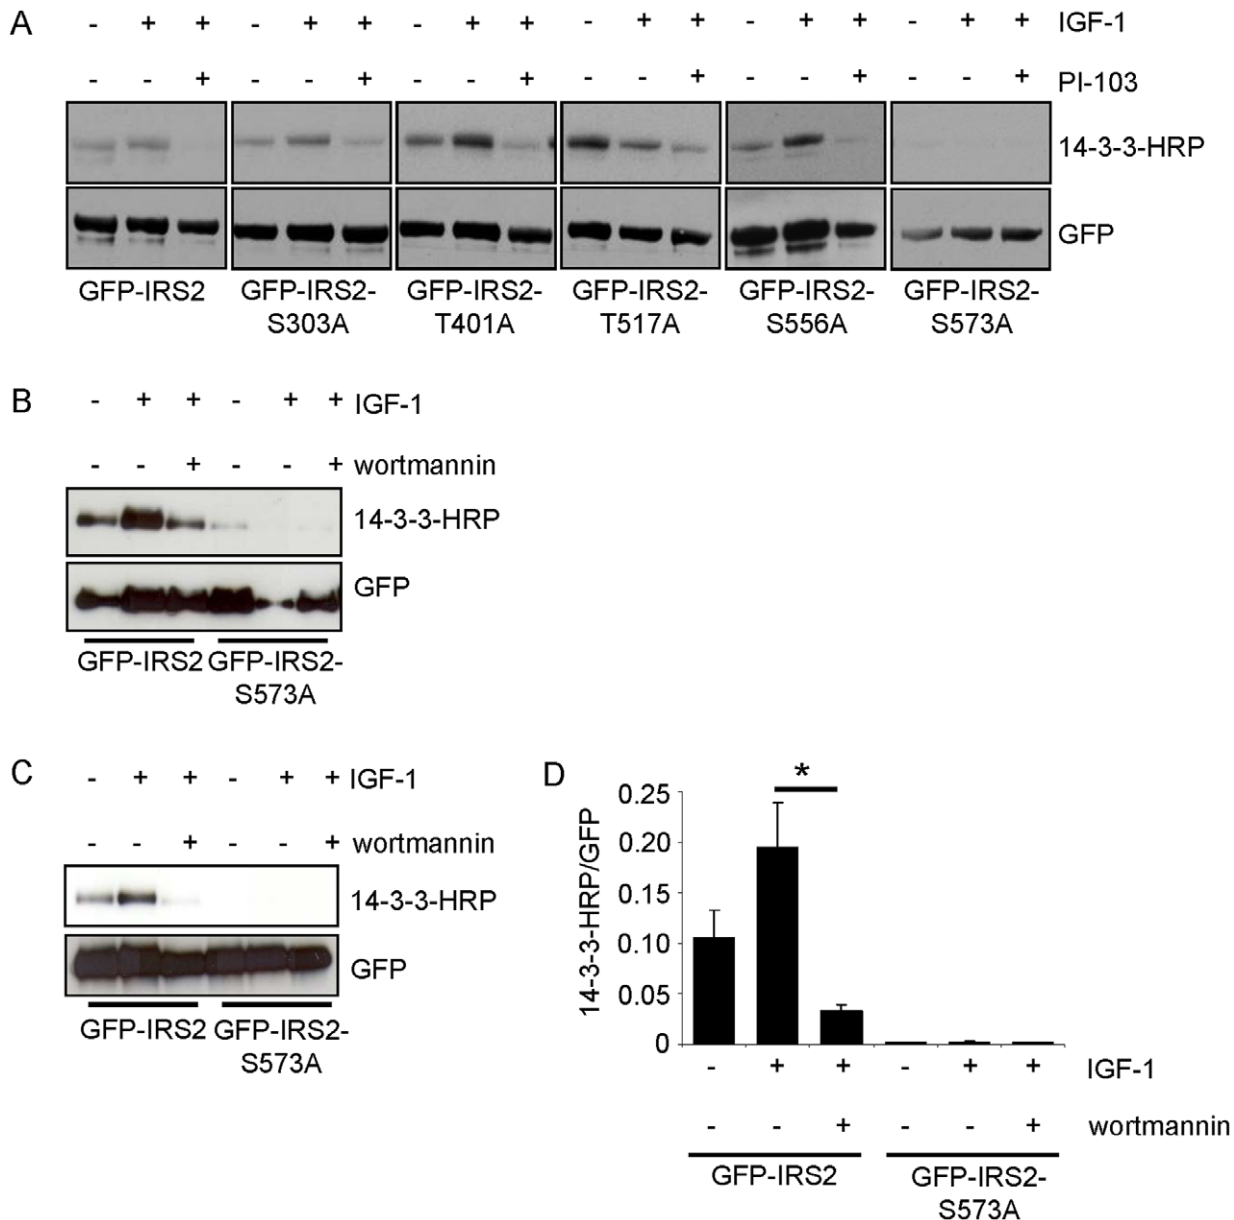 A - + + - + + - + + - + + - + + - + + IGF-1
- - + - - + - - + - - + - - + - - + PI-103
14-3-3-HRP
GFP
GFP-IRS2 GFP-IRS2- GFP-IRS2- GFP-IRS2- GFP-IRS2- GFP-IRS2-
S303A T401A T517A S556A S573A
B - + + - + + IGF-1
- - + - - + wortmannin
14-3-3-HRP
GFP
GFP-IRS2 GFP-IRS2-
S573A
C - + + - + + IGF-1
- - + - - + wortmannin
14-3-3-HRP
GFP
GFP-IRS2 GFP-IRS2-
S573A
D
*
14-3-3-HRP/GFP
0.25
0.20
0.15
0.10
0.05
0
- + + - + + IGF-1
- - + - - + wortmannin
GFP-IRS2 GFP-IRS2-
S573A